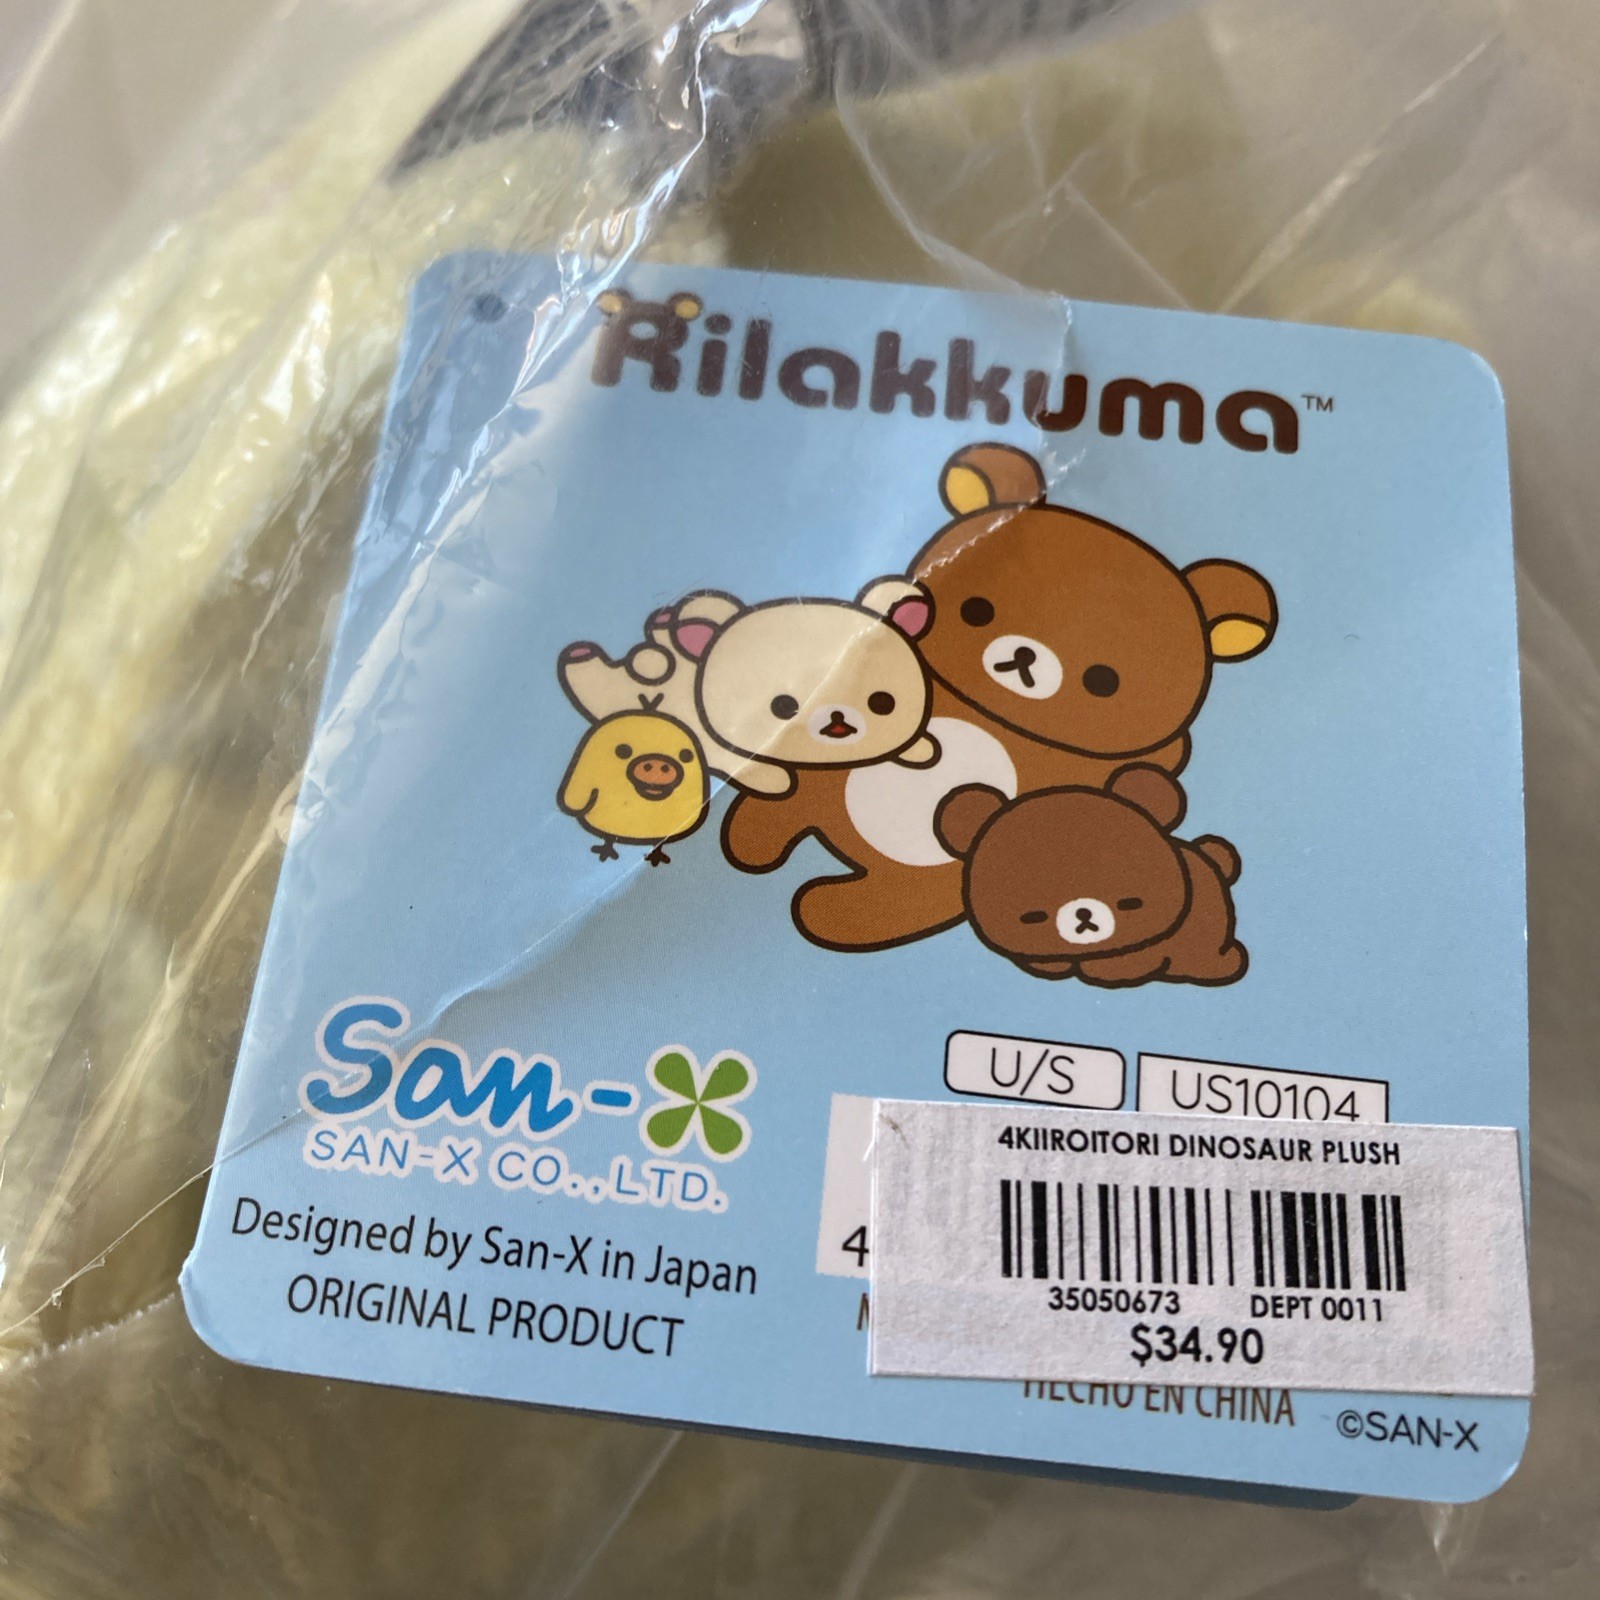 Rilakkuma™
San-X
SAN-X CO.,LTD.
Designed by San-X in Japan
ORIGINAL PRODUCT
U/S
US10104
4KIIROITORI DINOSAUR PLUSH
35050673 DEPT 0011
$34.90
4
HECHO EN CHINA
©SAN-X